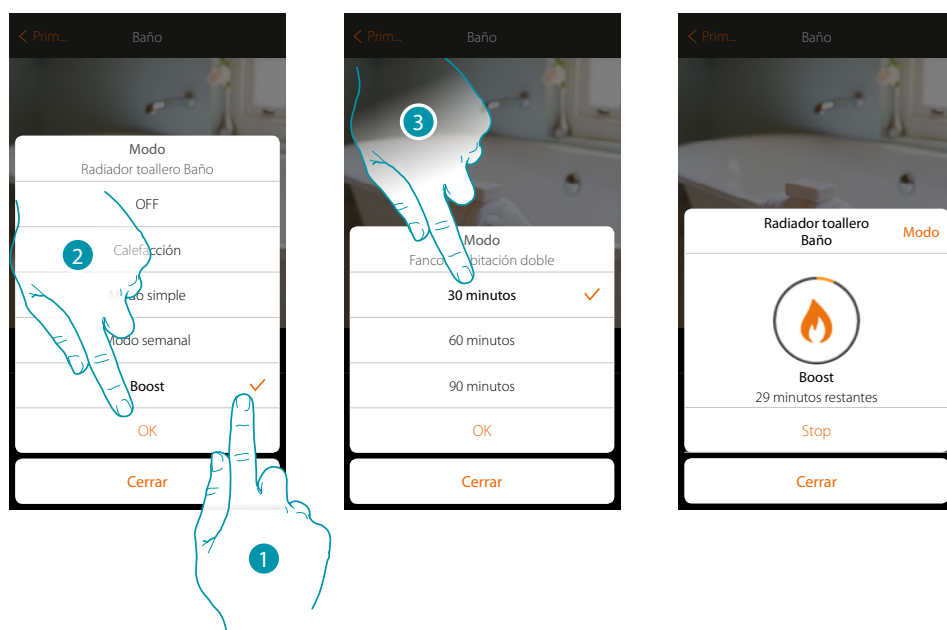 Prim... Baño
Modo
Radiador toallero Baño
OFF
Calefacción
simple
Modo semanal
Boost
OK
Cerrar
2
1
Prim... Baño
3
Modo
habitación doble
30 minutos
60 minutos
90 minutos
OK
Cerrar
Prim... Baño
Radiador toallero
Baño
Modo
Boost
29 minutos restantes
Stop
Cerrar